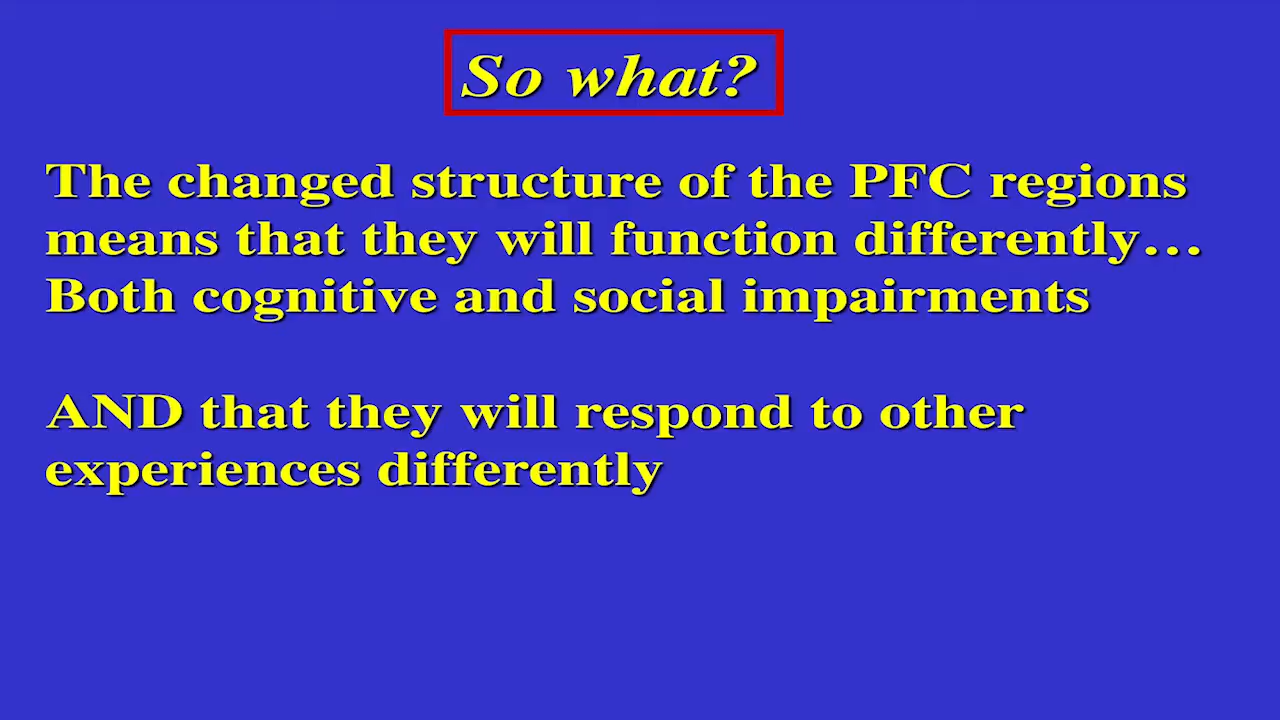 So what?
The changed structure of the PFC regions
means that they will function differently…
Both cognitive and social impairments
AND that they will respond to other
experiences differently